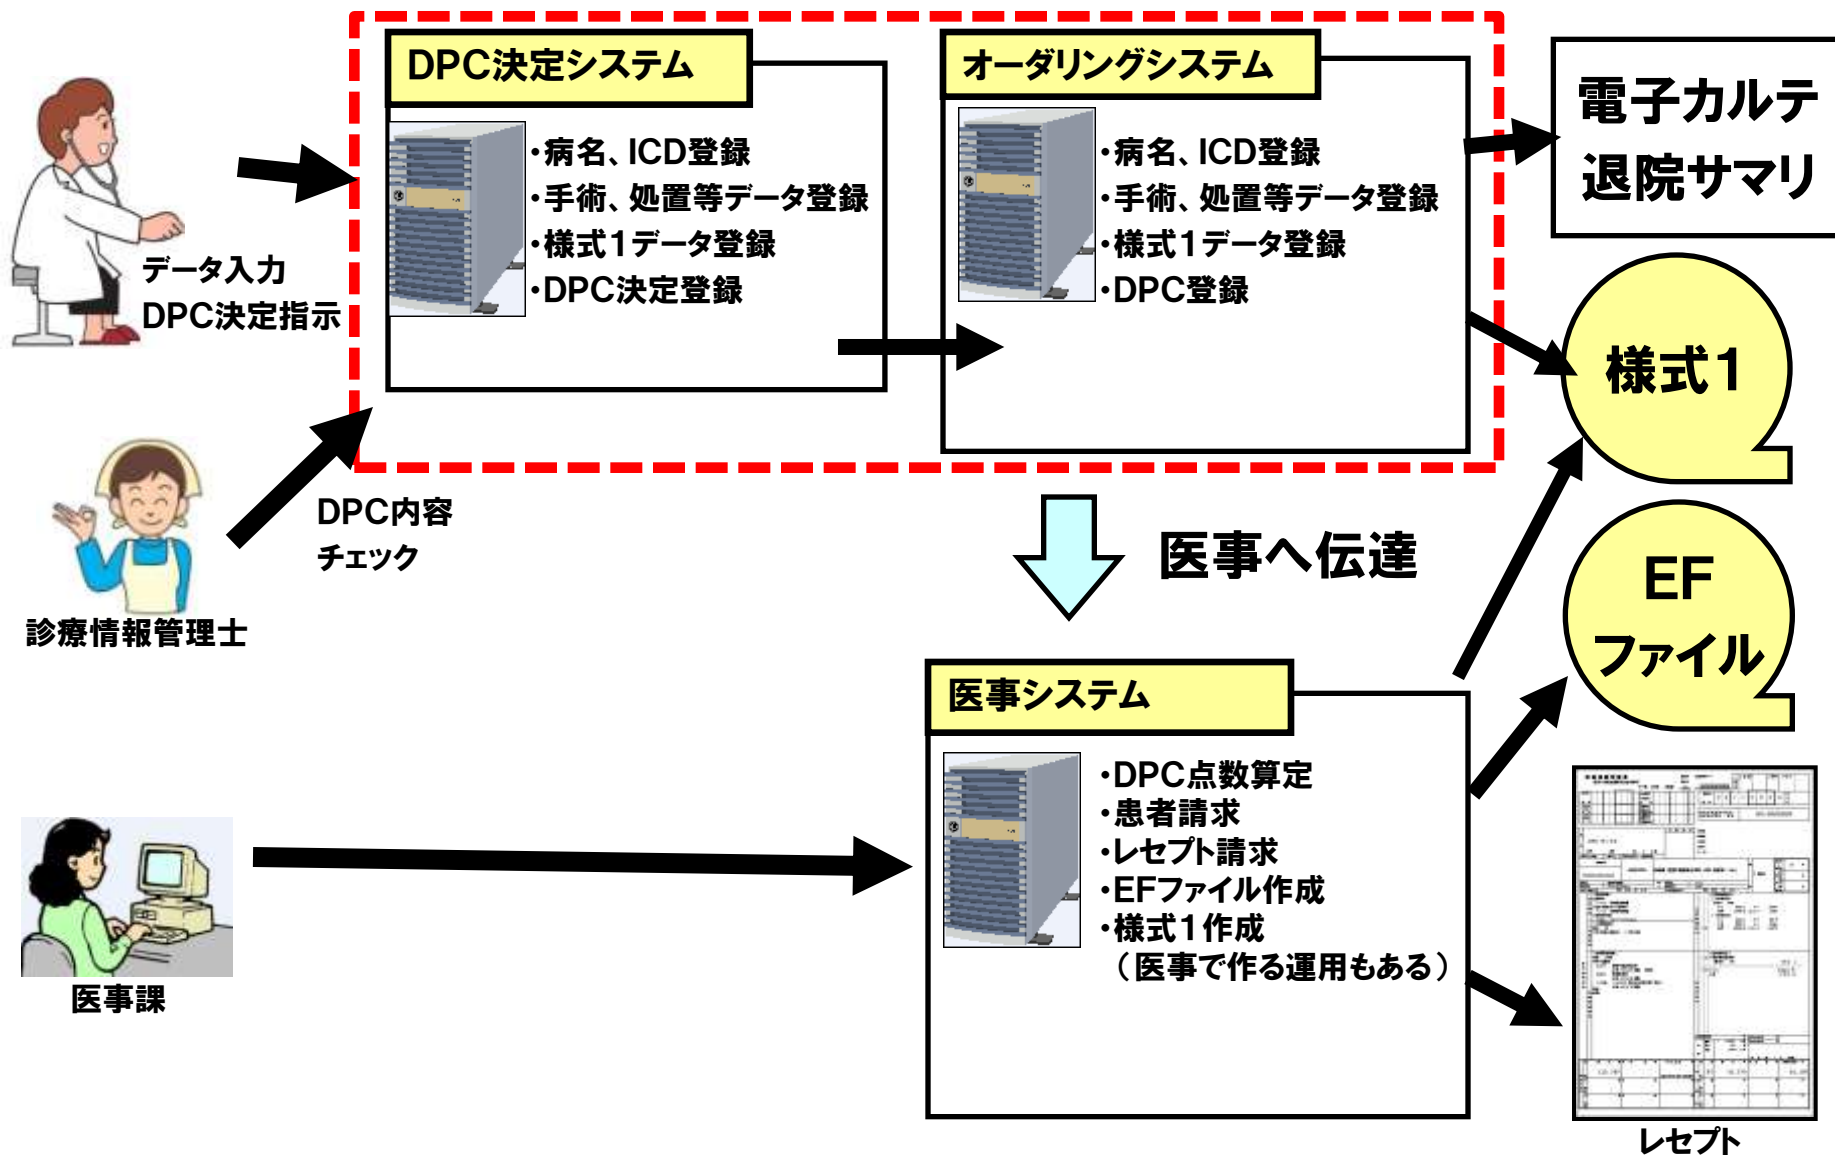 DPC決定システム
・病名、ICD登録
・手術、処置等データ登録
・様式1データ登録
・DPC決定登録
オーダリングシステム
・病名、ICD登録
・手術、処置等データ登録
・様式1データ登録
・DPC登録
電子カルテ
退院サマリ
データ入力
DPC決定指示
様式1
DPC内容
チェック
診療情報管理士
医事へ伝達
EF
ファイル
医事システム
・DPC点数算定
・患者請求
・レセプト請求
・EFファイル作成
・様式1作成
（医事で作る運用もある）
医事課
レセプト